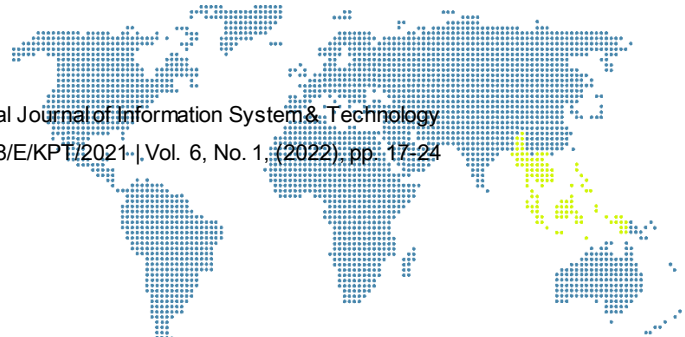 al Journal of Information System & Technology
3/E/KPT/2021 | Vol. 6, No. 1, (2022), pp. 17-24